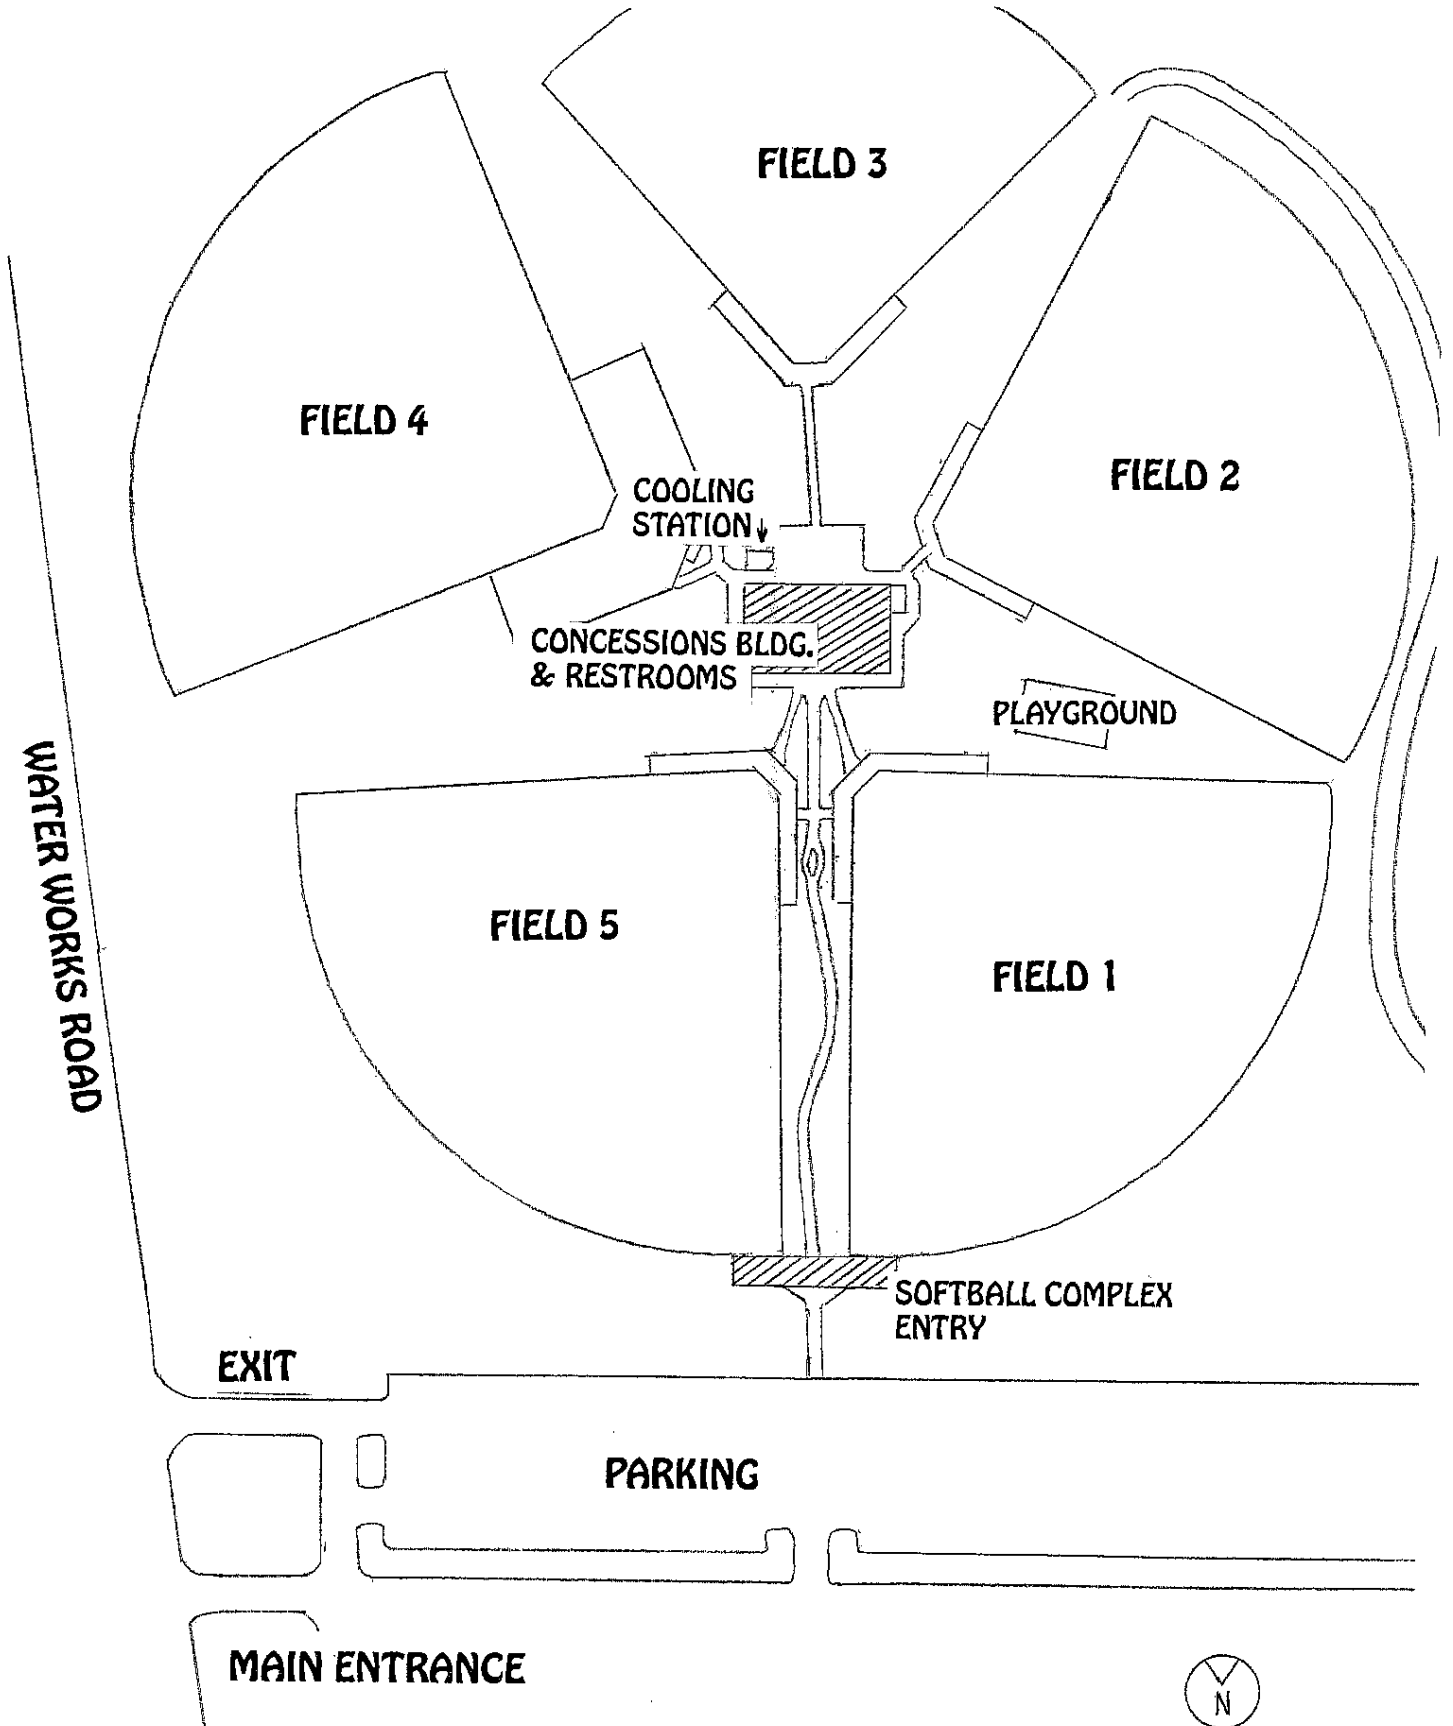 FIELD 3
FIELD 4
FIELD 2
COOLING
STATION
CONCESSIONS BLDG.
& RESTROOMS
PLAYGROUND
WATER WORKS ROAD
FIELD 5
FIELD 1
SOFTBALL COMPLEX
ENTRY
EXIT
PARKING
MAIN ENTRANCE
N